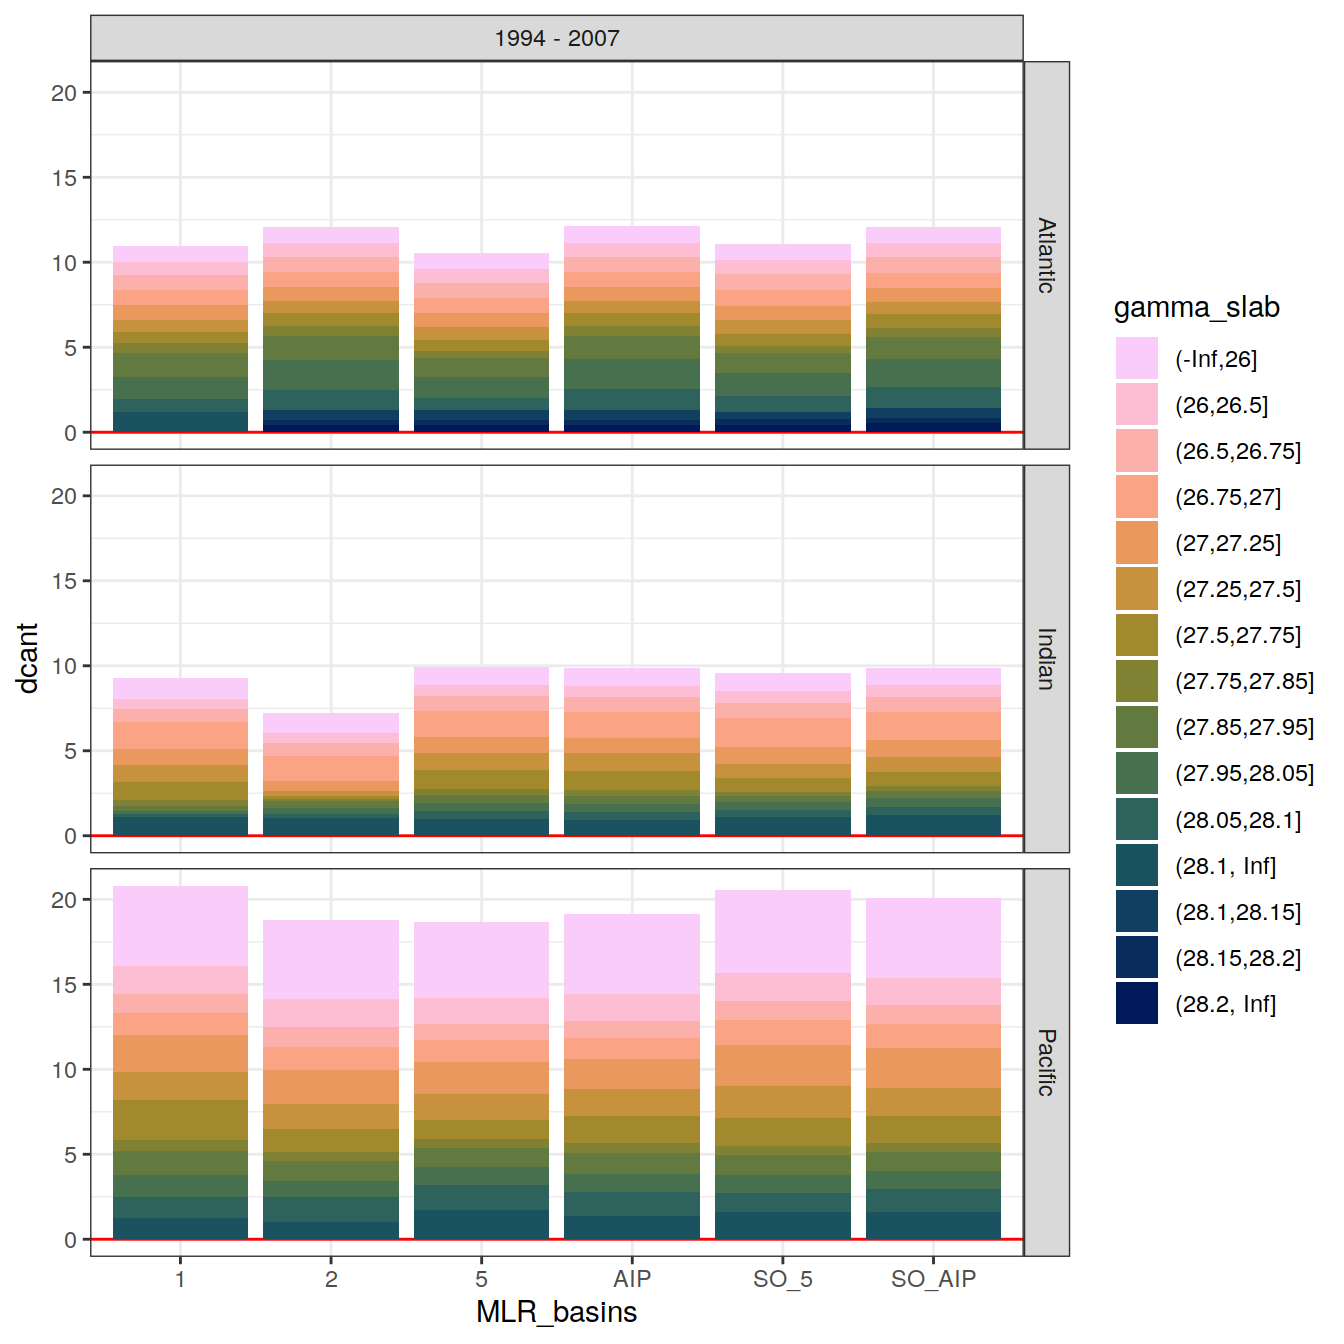 1994 - 2007
20
15
10
5
0
Atlantic
20
15
10
5
0
Indian
20
15
10
5
0
Pacific
dcant
1 2 5 AIP SO_5 SO_AIP
MLR_basins
gamma_slab
(-Inf,26]
(26,26.5]
(26.5,26.75]
(26.75,27]
(27,27.25]
(27.25,27.5]
(27.5,27.75]
(27.75,27.85]
(27.85,27.95]
(27.95,28.05]
(28.05,28.1]
(28.1, Inf]
(28.1,28.15]
(28.15,28.2]
(28.2, Inf]